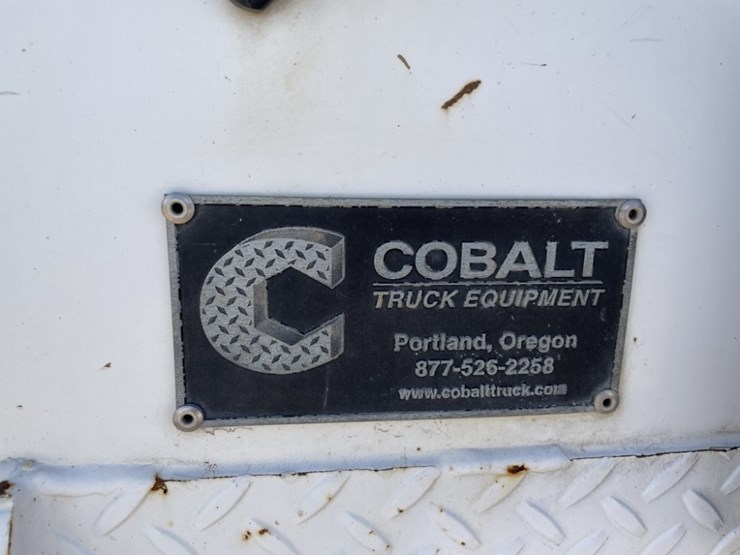 COBALT
TRUCK EQUIPMENT
Portland, Oregon
877-526-2258
www.cobalttruck.com